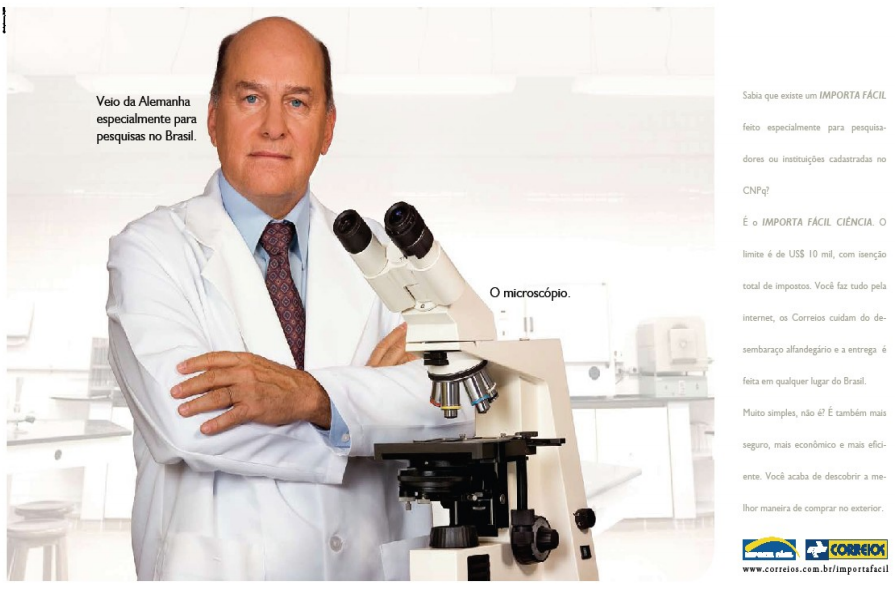 Veio da Alemanha
especialmente para
pesquisas no Brasil.
O microscópio.
Sabia que existe um IMPORTA FÁCIL
feito especialmente para pesquisa-
dores ou instituições cadastradas no
CNPq?
É o IMPORTA FÁCIL CIÊNCIA. O
limite é de US$ 10 mil, com isenção
total de impostos. Você faz tudo pela
internet, os Correios cuidam do de-
sembaraço alfandegário e a entrega é
feita em qualquer lugar do Brasil.
Muito simples, não é? É também mais
seguro, mais econômico e mais efici-
ente. Você acaba de descobrir a me-
lhor maneira de comprar no exterior.
IMPORTA FÁCIL CORREIOS
www.correios.com.br/importafacil